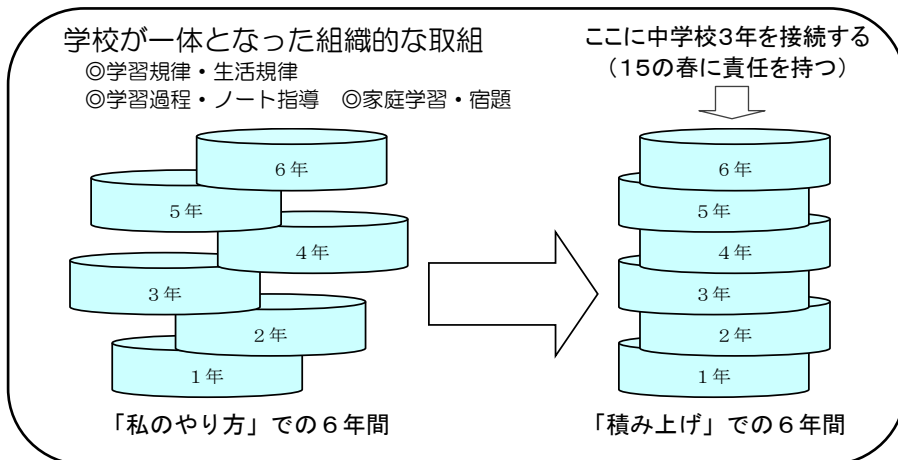 学校が一体となった組織的な取組
◎学習規律・生活規律
◎学習過程・ノート指導　◎家庭学習・宿題
6年
5年
4年
3年
2年
1年
「私のやり方」での6年間
ここに中学校3年を接続する
（15の春に責任を持つ）
6年
5年
4年
3年
2年
1年
「積み上げ」での6年間